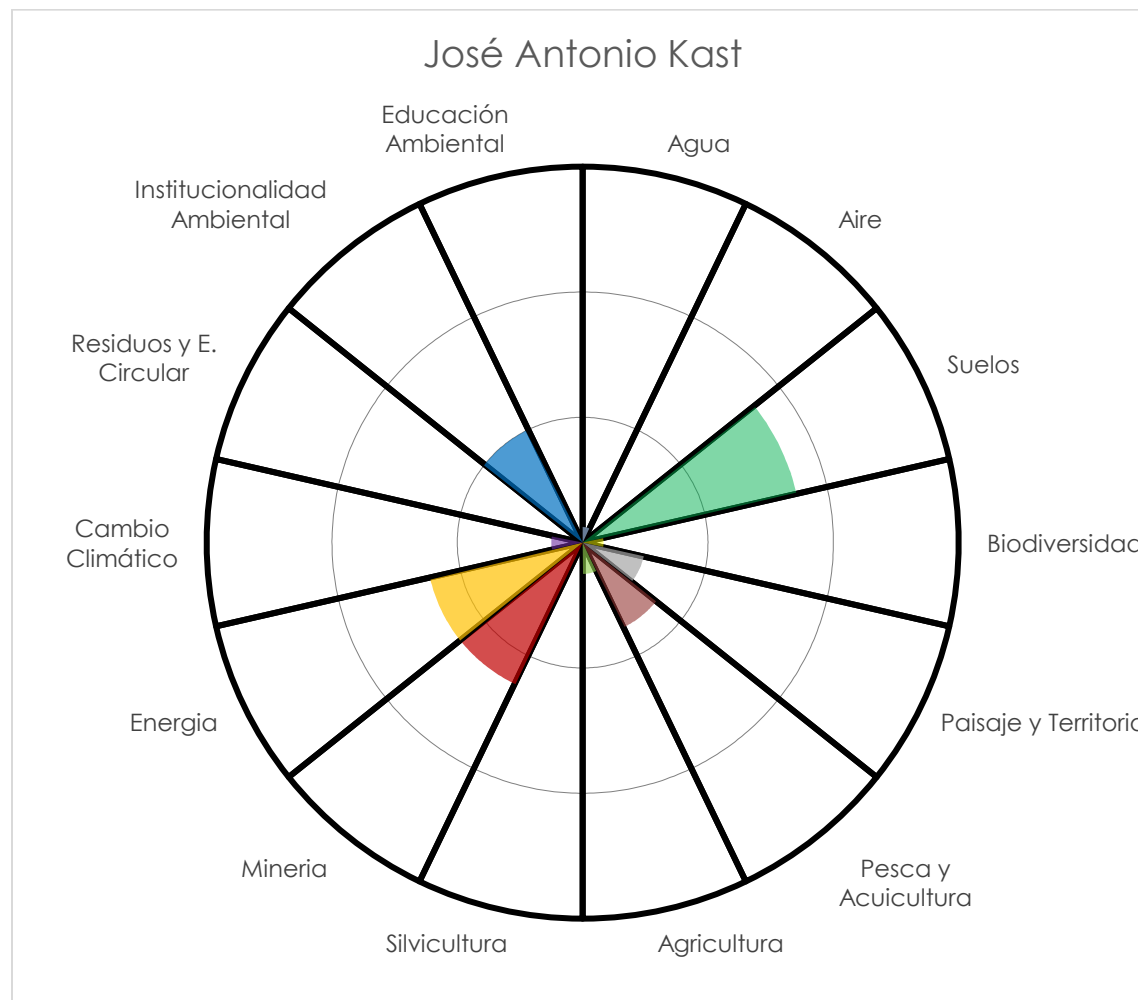 José Antonio Kast
Educación
Ambiental
Agua
Institucionalidad
Ambiental
Aire
Residuos y E.
Circular
Suelos
Cambio
Climático
Biodiversidad
Energia
Paisaje y Territorio
Mineria
Pesca y
Acuicultura
Silvicultura
Agricultura